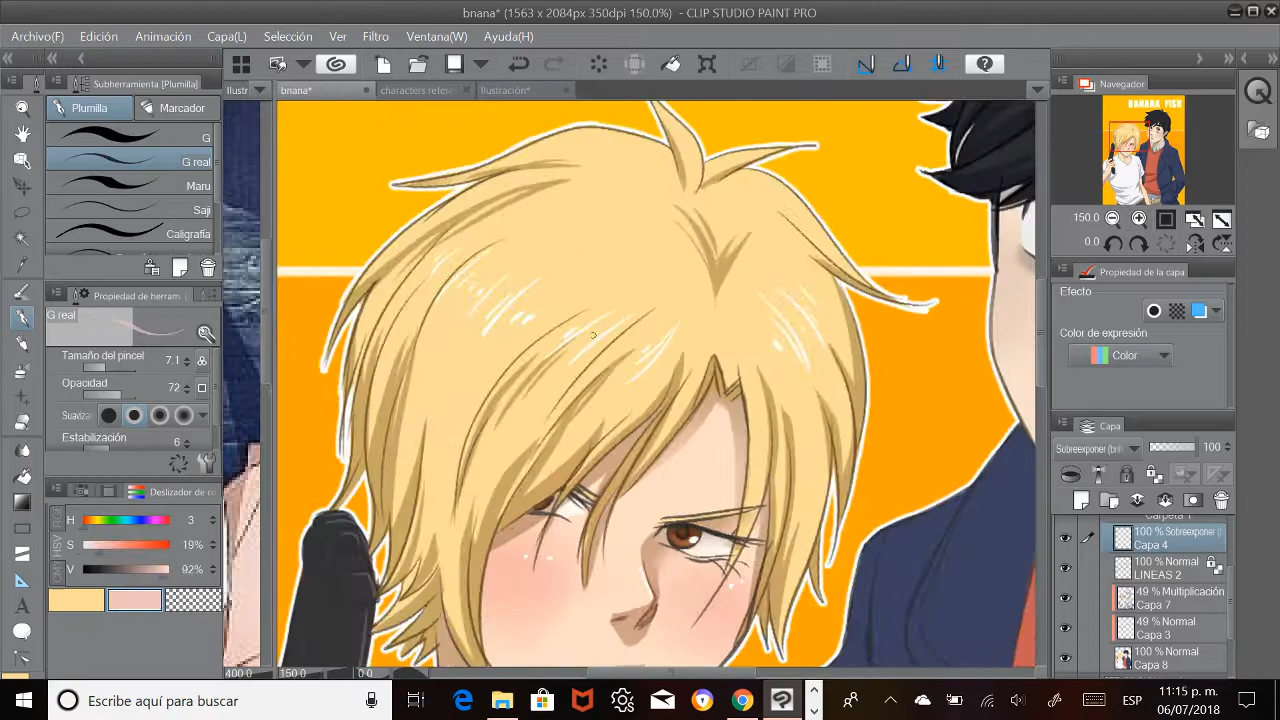 bnana* (1563 x 2084px 350dpi 150.0%) - CLIP STUDIO PAINT PRO
Archivo(F) Edición Animación Capa(L) Selección Ver Filtro Ventana(W) Ayuda(H)
Subherramienta [Plumilla]
Ilustr
bnana*
characters reference
Ilustración*
Navegador
Plumilla
Marcador
BANANA FISH
G
G real
Maru
Saji
Caligrafía
150.0
0.0
Propiedad de herram.
Propiedad de la capa
G real
Efecto
Color de expresión
Color
Tamaño del pincel
7.1
Opacidad
72
Suaviz
Estabilización
6
Capa
Sobreexponer (
100
Deslizador de co
H
3
S
19%
V
92%
Carpeta 1
100 % Sobreexponer (
Capa 4
100 % Normal
LINEAS 2
49 % Multiplicación
Capa 7
49 % Normal
Capa 3
100 % Normal
Capa 8
400.0
150.0
0.0
Escribe aquí para buscar
ESP
11:15 p. m.
06/07/2018